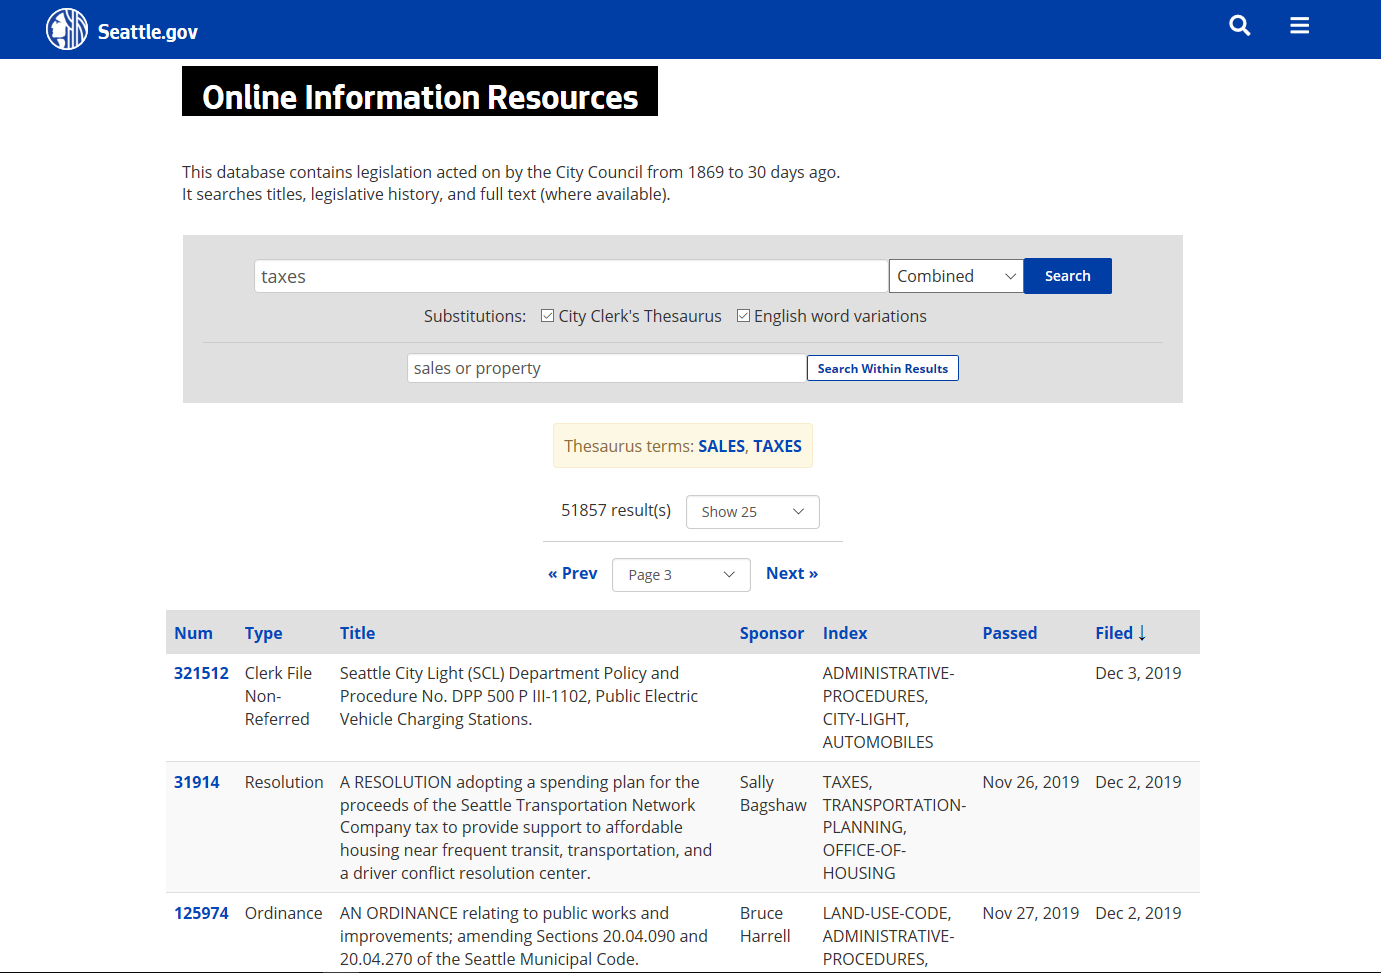 Seattle.gov
Online Information Resources
This database contains legislation acted on by the City Council from 1869 to 30 days ago.
It searches titles, legislative history, and full text (where available).
taxes
Combined
Search
Substitutions: City Clerk's Thesaurus English word variations
sales or property
Search Within Results
Thesaurus terms: SALES, TAXES
51857 result(s) Show 25
« Prev Page 3 Next »
Num Type Title Sponsor Index Passed Filed ↓
321512 Clerk File Seattle City Light (SCL) Department Policy and ADMINISTRATIVE- Dec 3, 2019
Non- Procedure No. DPP 500 P III-1102, Public Electric PROCEDURES,
Referred Vehicle Charging Stations. CITY-LIGHT,
AUTOMOBILES
31914 Resolution A RESOLUTION adopting a spending plan for the Sally TAXES, Nov 26, 2019 Dec 2, 2019
proceeds of the Seattle Transportation Network Bagshaw TRANSPORTATION-
Company tax to provide support to affordable PLANNING,
housing near frequent transit, transportation, and OFFICE-OF-
a driver conflict resolution center. HOUSING
125974 Ordinance AN ORDINANCE relating to public works and Bruce LAND-USE-CODE, Nov 27, 2019 Dec 2, 2019
improvements; amending Sections 20.04.090 and Harrell ADMINISTRATIVE-
20.04.270 of the Seattle Municipal Code. PROCEDURES,